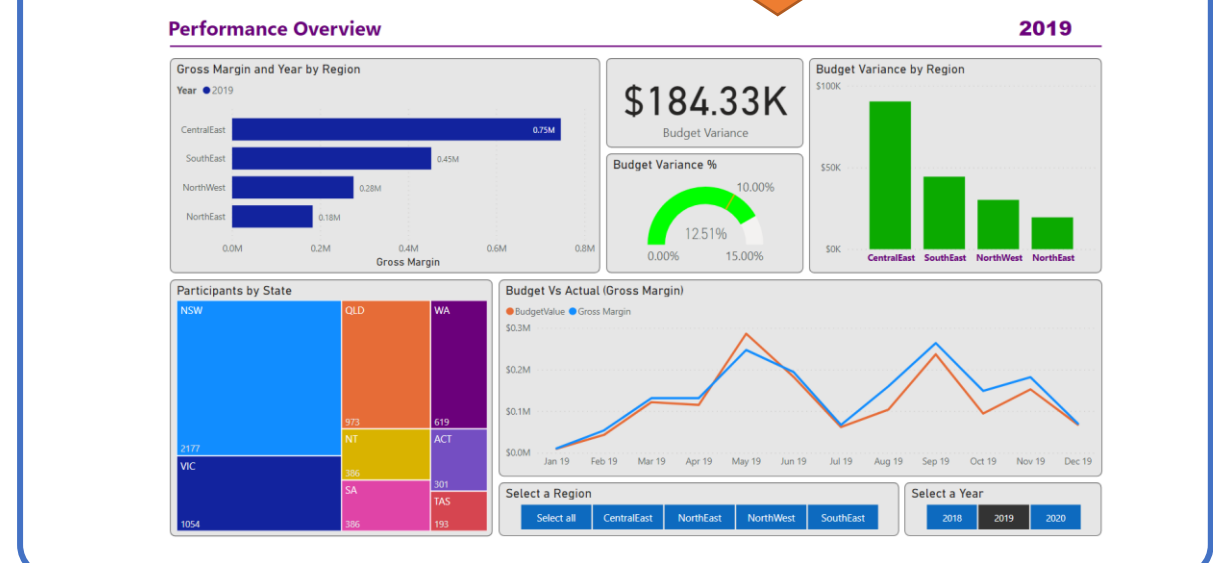 Performance Overview
2019
Gross Margin and Year by Region
Year 2019
CentralEast
0.75M
SouthEast
0.45M
NorthWest
0.28M
NorthEast
0.18M
0.0M 0.2M 0.4M 0.6M 0.8M
Gross Margin
$184.33K
Budget Variance
Budget Variance %
10.00%
12.51%
0.00% 15.00%
Budget Variance by Region
$100K
$50K
$0K
CentralEast SouthEast NorthWest NorthEast
Participants by State
NSW
2177
VIC
1054
QLD
973
NT
386
SA
386
WA
619
ACT
301
TAS
193
Budget Vs Actual (Gross Margin)
BudgetValue Gross Margin
$0.3M
$0.2M
$0.1M
$0.0M
Jan 19 Feb 19 Mar 19 Apr 19 May 19 Jun 19 Jul 19 Aug 19 Sep 19 Oct 19 Nov 19 Dec 19
Select a Region
Select all CentralEast NorthEast NorthWest SouthEast
Select a Year
2018 2019 2020